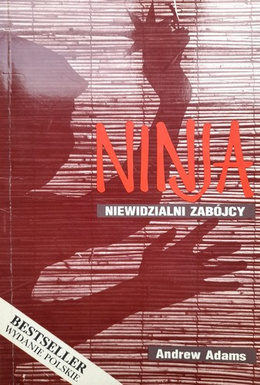 NINJA
NIEWIDZIALNI ZABÓJCY
BESTSELLER
WYDANIE POLSKIE
Andrew Adams